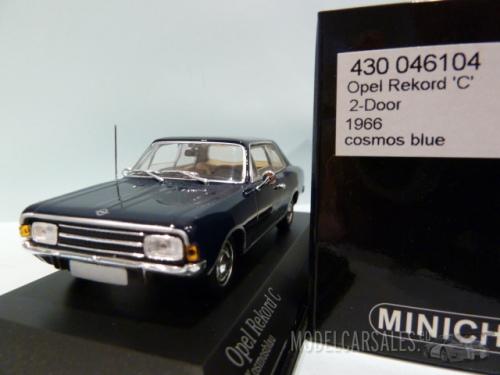 430 046104
Opel Rekord 'C'
2-Door
1966
cosmos blue
MINICH
Opel Rekord C
MODELCARSALES